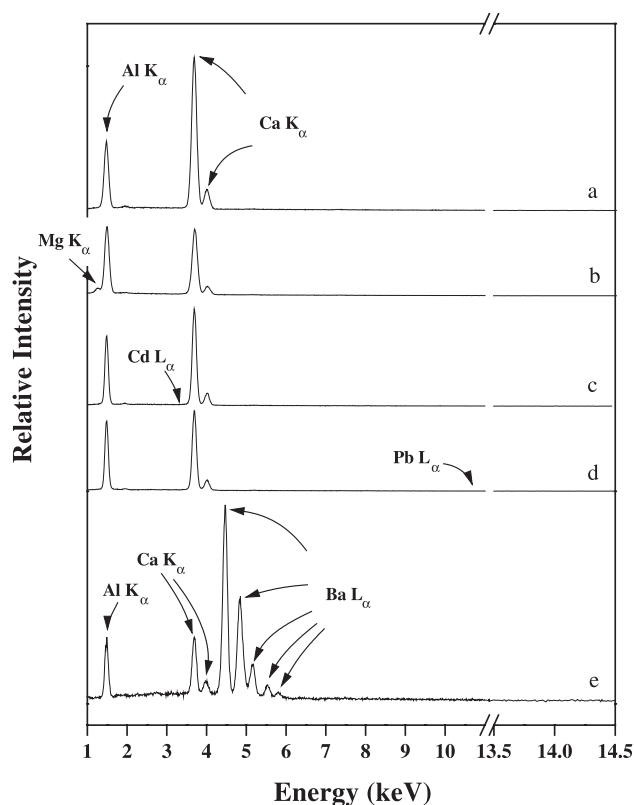 Al Kα
Ca Kα
a
Mg Kα
b
Cd Lα
c
Pb Lα
d
Ca Kα
Al Kα
Ba Lα
e
Relative Intensity
1 2 3 4 5 6 7 8 9 10 13.5 14.0 14.5
Energy (keV)